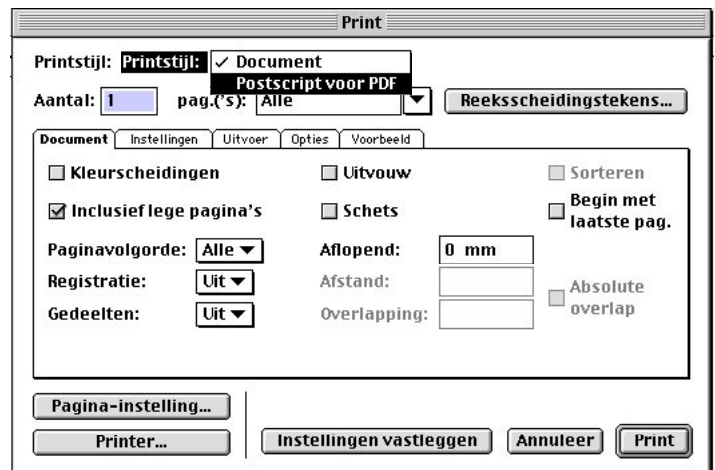 Print
Printstijl: Printstijl: ✓ Document
Postscript voor PDF
Aantal: 1 pag.('s): Alle Reeksscheidingstekens...
Document Instellingen Uitvoer Opties Voorbeeld
Kleurscheidingen Uitvouw Sorteren
Inclusief lege pagina's Schets Begin met
laatste pag.
Paginavolgorde: Alle Aflopend: 0 mm
Registratie: Uit Afstand: Absolute
overlap
Gedeelten: Uit Overlapping:
Pagina-instelling...
Printer... Instellingen vastleggen Annuleer Print